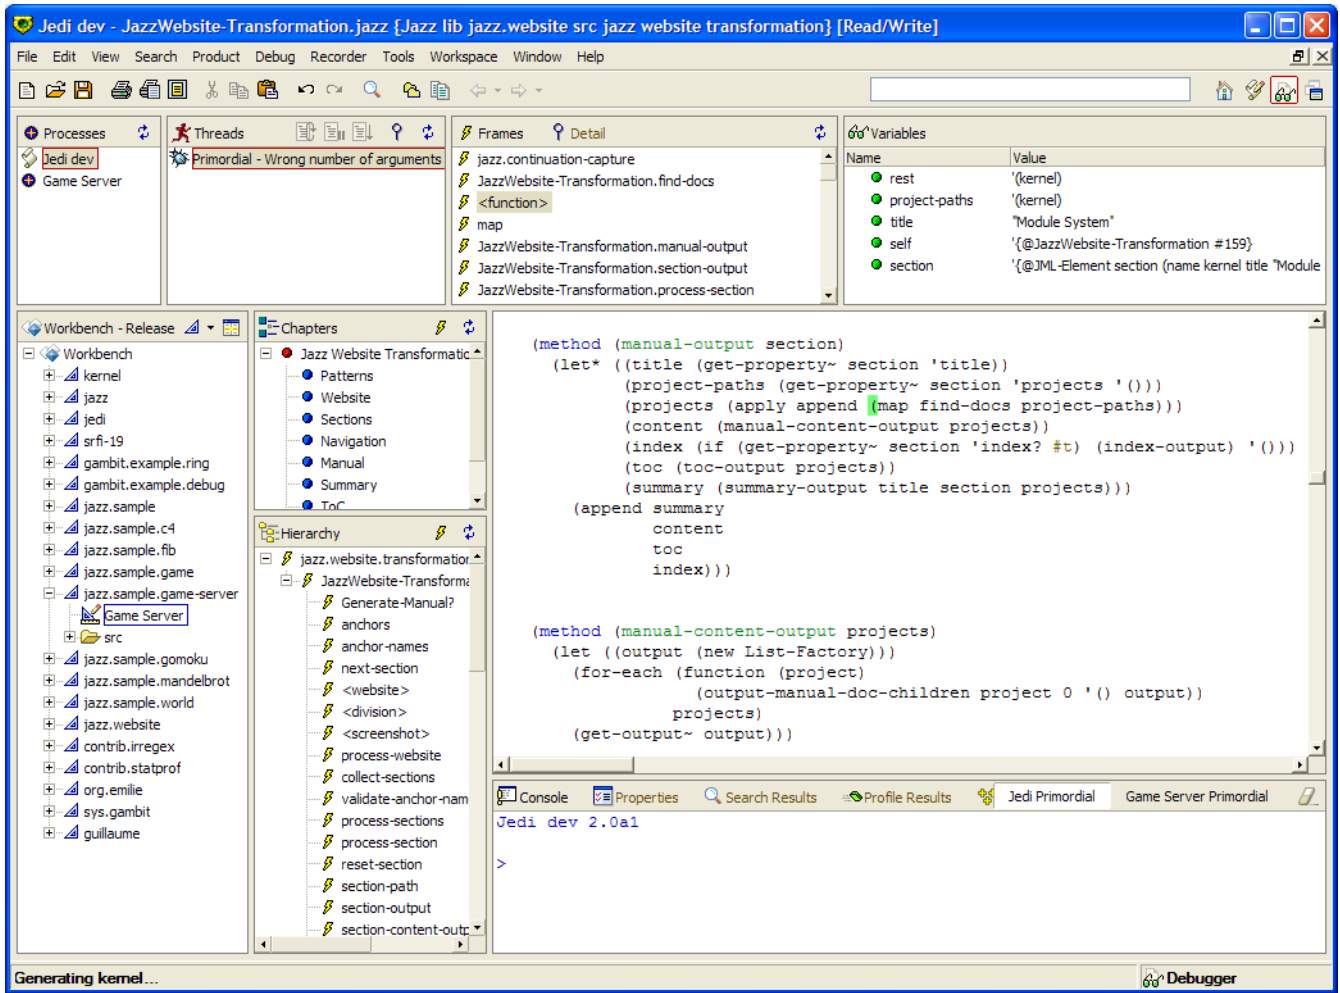 Jedi dev - JazzWebsite-Transformation.jazz {Jazz lib jazz.website src jazz website transformation} [Read/Write]
File Edit View Search Product Debug Recorder Tools Workspace Window Help
Processes
Jedi dev
Game Server
Threads
Primordial - Wrong number of arguments
Frames Detail
jazz.continuation-capture
JazzWebsite-Transformation.find-docs
<function>
map
JazzWebsite-Transformation.manual-output
JazzWebsite-Transformation.section-output
JazzWebsite-Transformation.process-section
Variables
Name Value
rest '(kernel)
project-paths '(kernel)
title "Module System"
self '{@JazzWebsite-Transformation #159}
section '{@JML-Element section (name kernel title "Module
Workbench - Release
Workbench
kernel
jazz
jedi
srfi-19
gambit.example.ring
gambit.example.debug
jazz.sample
jazz.sample.c4
jazz.sample.fib
jazz.sample.game
jazz.sample.game-server
Game Server
src
jazz.sample.gomoku
jazz.sample.mandelbrot
jazz.sample.world
jazz.website
contrib.irregex
contrib.statprof
org.emilie
sys.gambit
guillaume
Chapters
Jazz Website Transformatic
Patterns
Website
Sections
Navigation
Manual
Summary
ToC
Hierarchy
jazz.website.transformation
JazzWebsite-Transforma
Generate-Manual?
anchors
anchor-names
next-section
<website>
<division>
<screenshot>
process-website
collect-sections
validate-anchor-nam
process-sections
process-section
reset-section
section-path
section-output
section-content-outp
(method (manual-output section)
(let* ((title (get-property~ section 'title))
(project-paths (get-property~ section 'projects '()))
(projects (apply append (map find-docs project-paths)))
(content (manual-content-output projects))
(index (if (get-property~ section 'index? #t) (index-output) '()))
(toc (toc-output projects))
(summary (summary-output title section projects)))
(append summary
content
toc
index)))
(method (manual-content-output projects)
(let ((output (new List-Factory)))
(for-each (function (project)
(output-manual-doc-children project 0 '() output))
projects)
(get-output~ output)))
Console Properties Search Results Profile Results Jedi Primordial Game Server Primordial
Jedi dev 2.0a1
>
Generating kernel...
Debugger